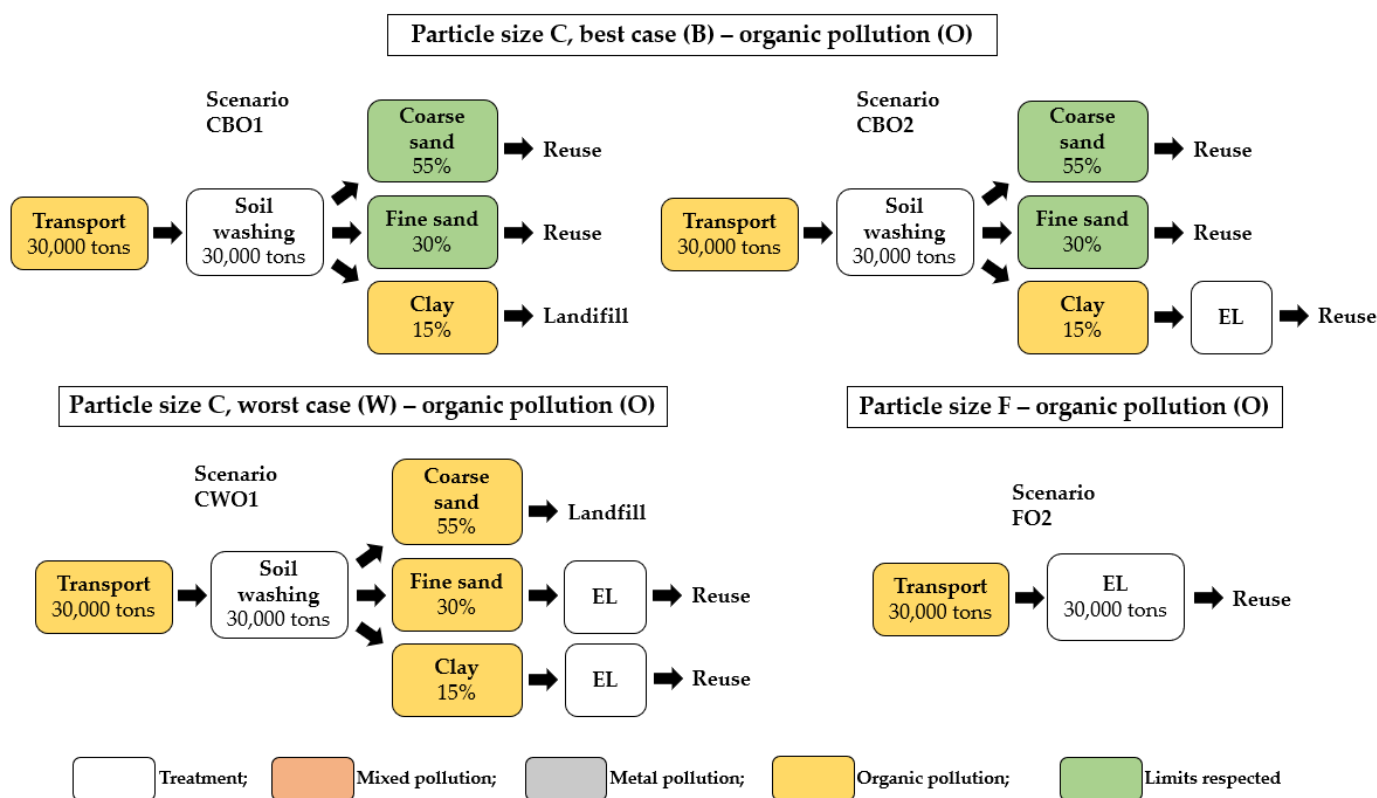 Particle size C, best case (B) – organic pollution (O)
Scenario
CBO1
Transport
30,000 tons
Soil
washing
30,000 tons
Coarse
sand
55%
Reuse
Fine sand
30%
Reuse
Clay
15%
Landifill
Scenario
CBO2
Transport
30,000 tons
Soil
washing
30,000 tons
Coarse
sand
55%
Reuse
Fine sand
30%
Reuse
Clay
15%
EL
Reuse
Particle size C, worst case (W) – organic pollution (O)
Scenario
CWO1
Transport
30,000 tons
Soil
washing
30,000 tons
Coarse
sand
55%
Landfill
Fine sand
30%
EL
Reuse
Clay
15%
EL
Reuse
Particle size F – organic pollution (O)
Scenario
FO2
Transport
30,000 tons
EL
30,000 tons
Reuse
Treatment;
Mixed pollution;
Metal pollution;
Organic pollution;
Limits respected